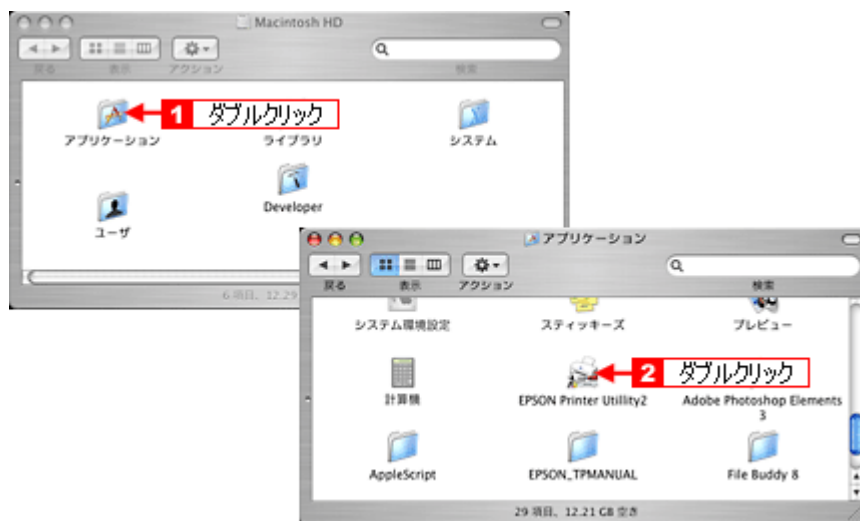 Macintosh HD
戻る 表示 アクション 検索
1 ダブルクリック
アプリケーション ライブラリ システム
ユーザ Developer
6 項目、12.29
アプリケーション
戻る 表示 アクション 検索
システム環境設定 スティッキーズ プレビュー
2 ダブルクリック
計算機 EPSON Printer Utillity2 Adobe Photoshop Elements
3
AppleScript EPSON_TPMANUAL File Buddy 8
29 項目、12.21 GB 空き